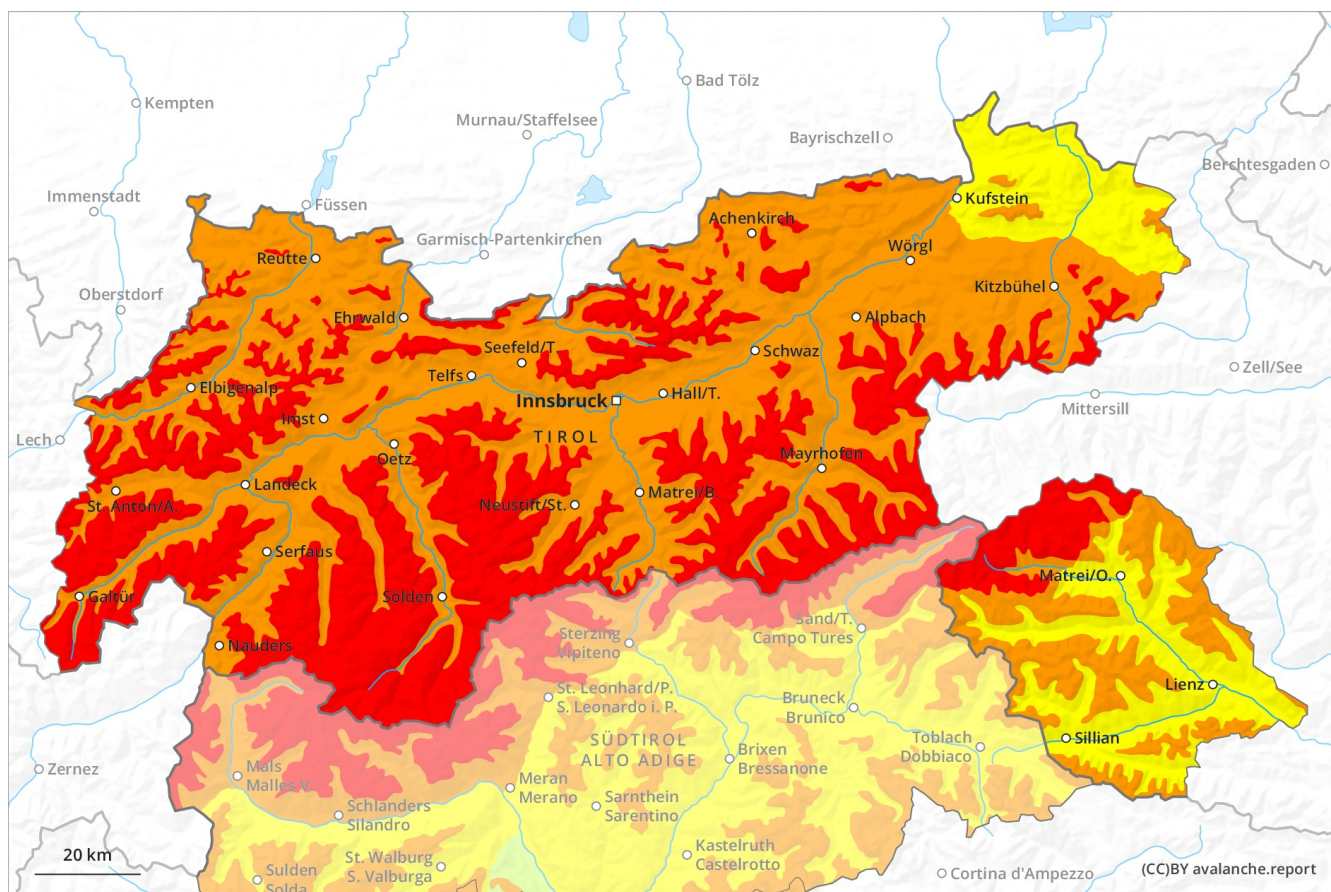 Kempten
Bad Tölz
Murnau/Staffelsee
Bayrischzell
Berchtesgaden
Immenstadt
Füssen
Kufstein
Achenkirch
Garmisch-Partenkirchen
Wörgl
Reutte
Kitzbühel
Oberstdorf
Ehrwald
Alpbach
Seefeld/T.
Schwaz
Zell/See
Telfs
Elbigenalp
Innsbruck
Hall/T.
Mittersill
Imst
Lech
TIROL
Oetz
Mayrhofen
Landeck
Matrei/B.
St. Anton/A.
Neustift/St.
Serfaus
Matrei/O.
Galtür
Sölden
Sand/T.
Campo Tures
Sterzing
Vipiteno
Nauders
Lienz
St. Leonhard/P.
S. Leonardo i. P.
Bruneck
Brunico
Sillian
SÜDTIROL
ALTO ADIGE
Toblach
Dobbiaco
Brixen
Bressanone
Zernez
Mals
Malles V.
Meran
Merano
Sarnthein
Sarentino
Schlanders
Silandro
Kastelruth
Castelrotto
20 km
St. Walburg
S. Valburga
Sulden
Solda
Cortina d'Ampezzo
(CC)BY avalanche.report